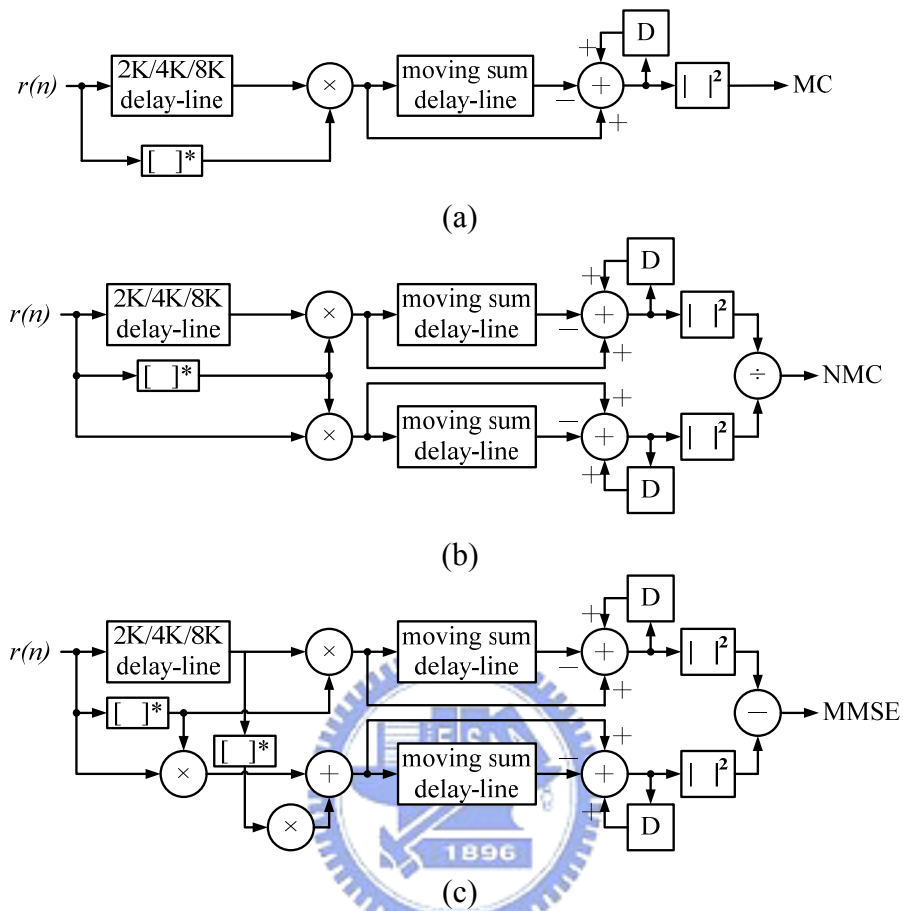 D
r(n)
2K/4K/8K
delay-line
×
moving sum
delay-line
+
−
+
+
| |²
MC
[ ]*
(a)
D
r(n)
2K/4K/8K
delay-line
×
moving sum
delay-line
+
−
+
+
| |²
[ ]*
÷
NMC
×
moving sum
delay-line
+
−
+
+
| |²
D
(b)
D
r(n)
2K/4K/8K
delay-line
×
moving sum
delay-line
+
−
+
+
| |²
[ ]*
[ ]*
−
MMSE
×
+
moving sum
delay-line
+
−
+
+
| |²
×
D
1896
(c)